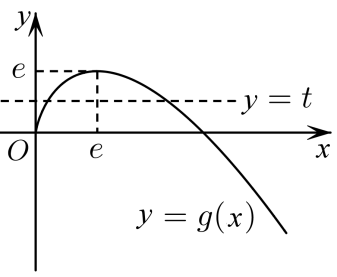 y
e
y = t
O
e
x
y = g(x)